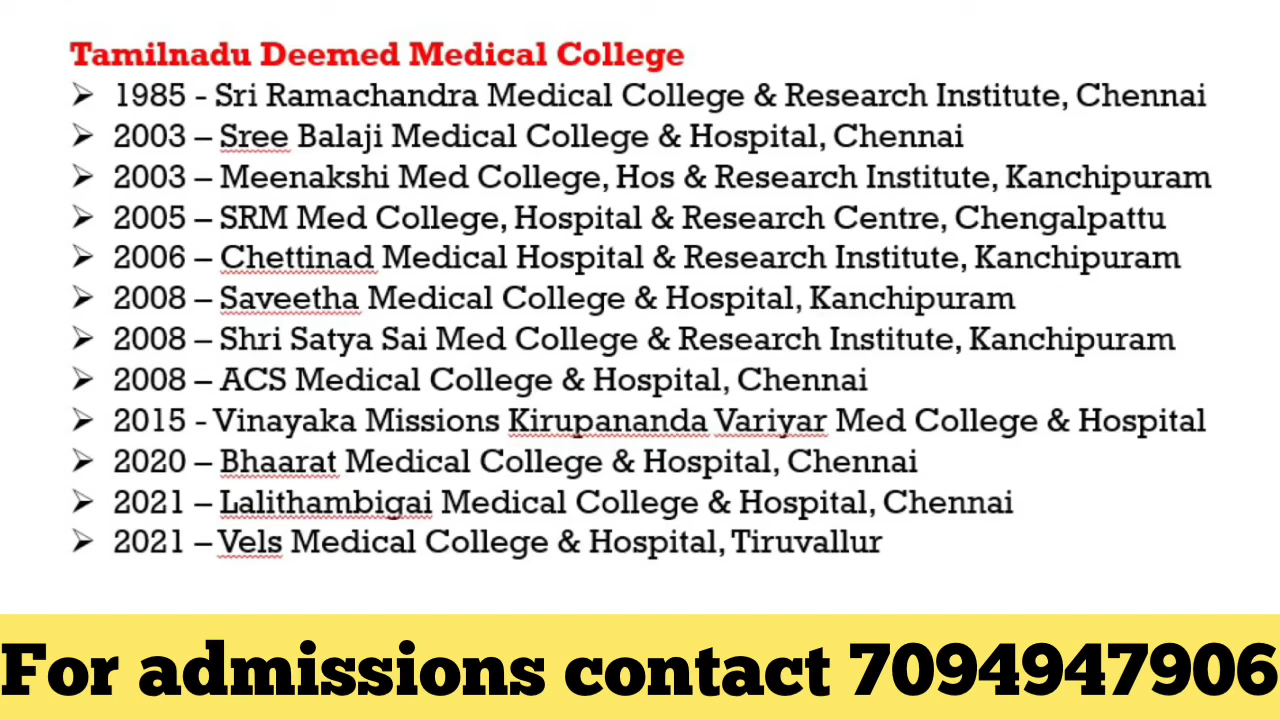 Tamilnadu Deemed Medical College
➢ 1985 - Sri Ramachandra Medical College & Research Institute, Chennai
➢ 2003 – Sree Balaji Medical College & Hospital, Chennai
➢ 2003 – Meenakshi Med College, Hos & Research Institute, Kanchipuram
➢ 2005 – SRM Med College, Hospital & Research Centre, Chengalpattu
➢ 2006 – Chettinad Medical Hospital & Research Institute, Kanchipuram
➢ 2008 – Saveetha Medical College & Hospital, Kanchipuram
➢ 2008 – Shri Satya Sai Med College & Research Institute, Kanchipuram
➢ 2008 – ACS Medical College & Hospital, Chennai
➢ 2015 - Vinayaka Missions Kirupananda Variyar Med College & Hospital
➢ 2020 – Bhaarat Medical College & Hospital, Chennai
➢ 2021 – Lalithambigai Medical College & Hospital, Chennai
➢ 2021 – Vels Medical College & Hospital, Tiruvallur
For admissions contact 7094947906